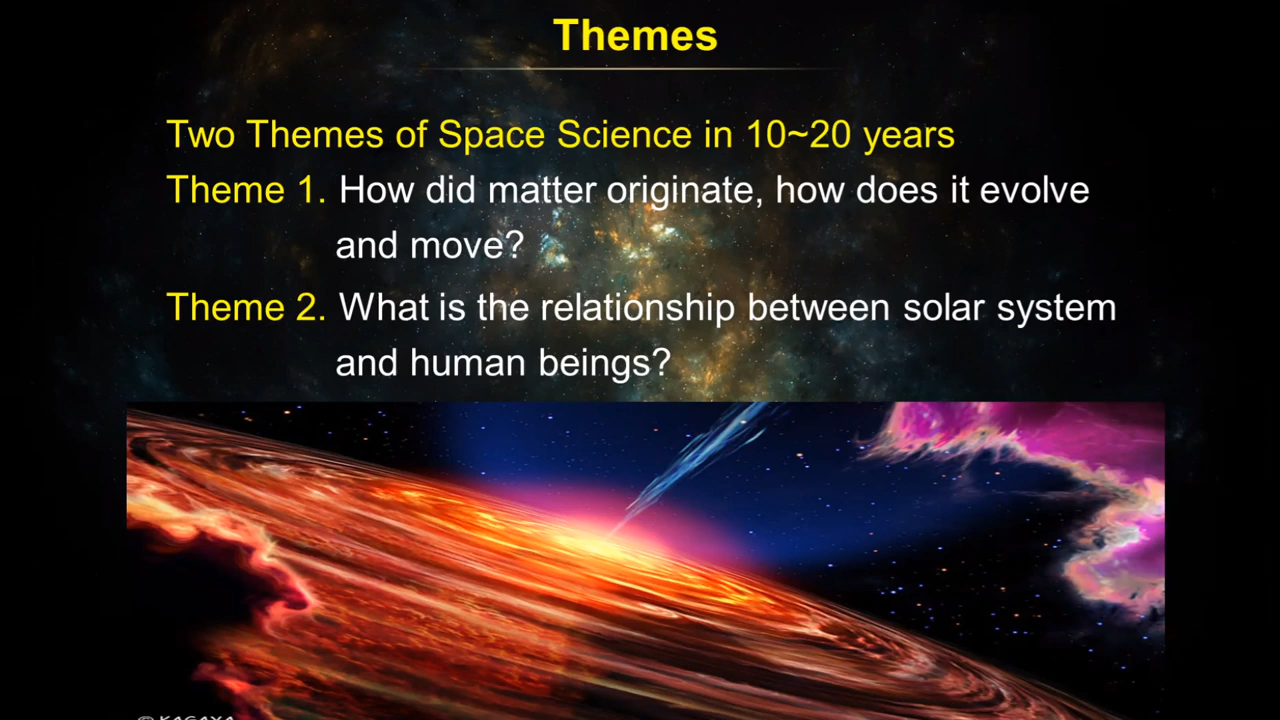 Themes
Two Themes of Space Science in 10~20 years
Theme 1. How did matter originate, how does it evolve
and move?
Theme 2. What is the relationship between solar system
and human beings?